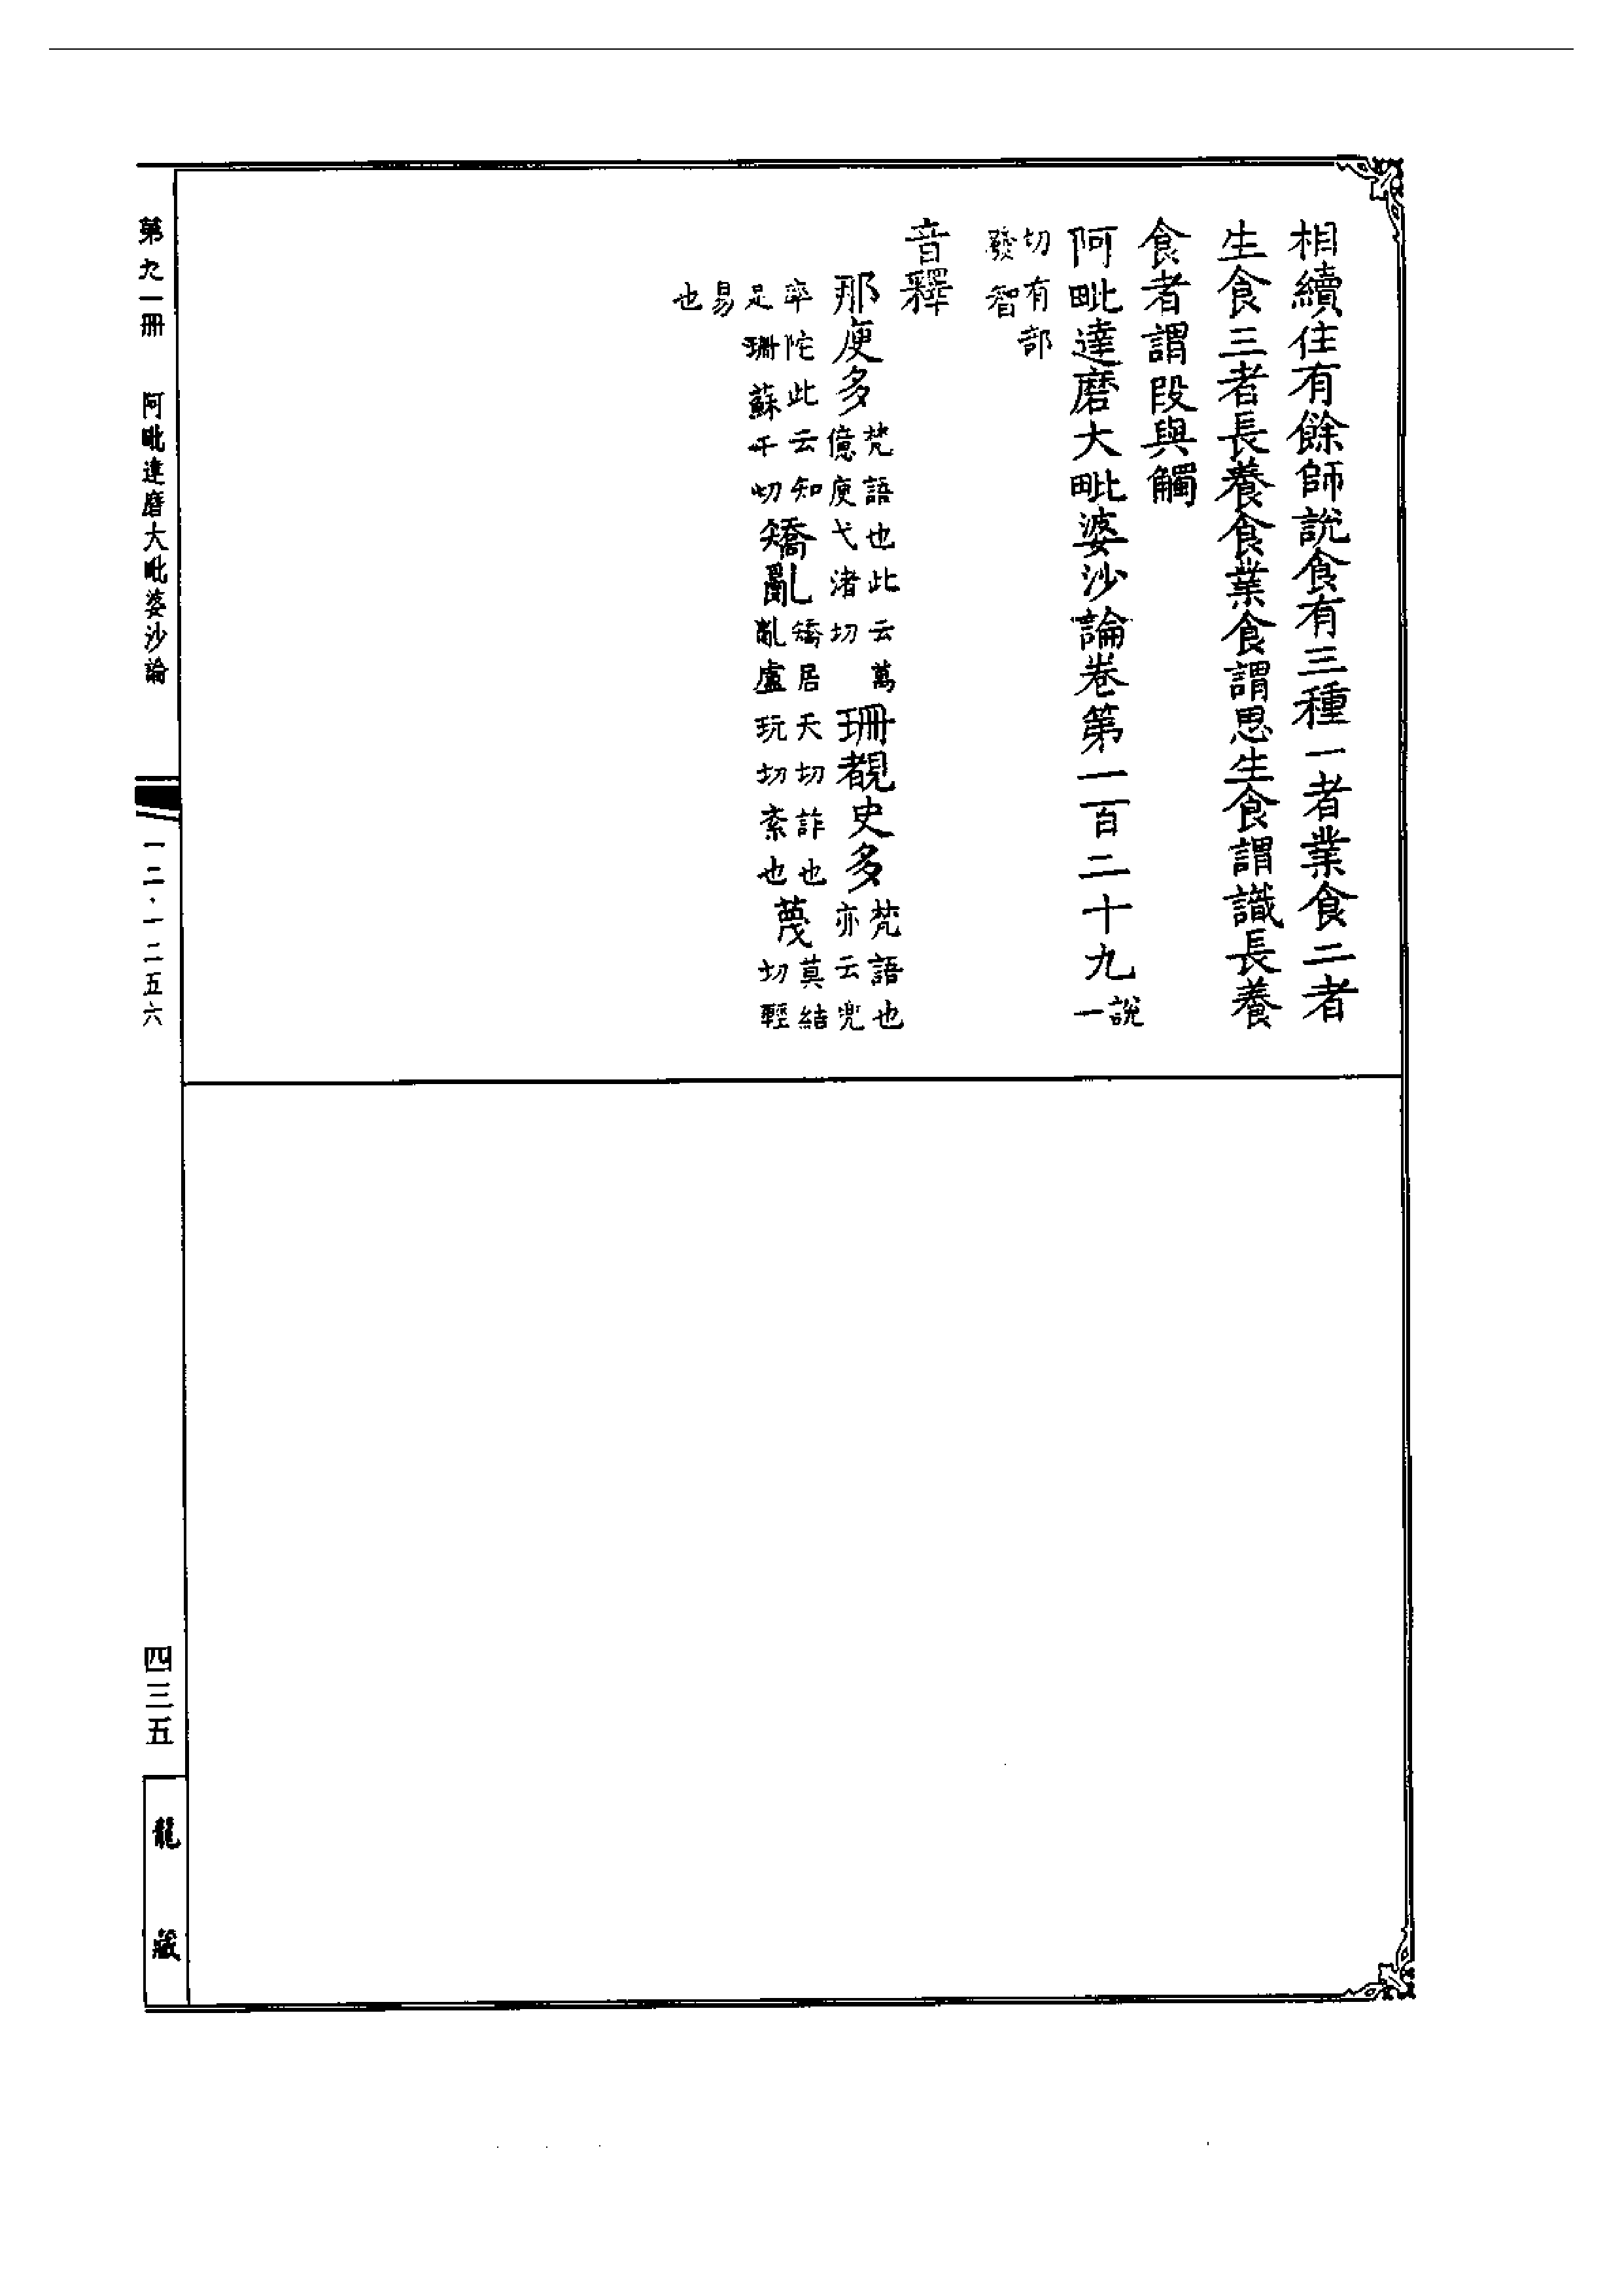 相續住有餘師說食有三種一者業食二者
生食三者長養食業食謂思生食謂識長養
食者謂段與觸
阿毗達磨大毗婆沙論卷第一百二十九說一
切有部發智
音釋
那庾多梵語也此云萬億庾弋渚切 珊覩史多梵語也亦云兜
率陀此云知足珊蘇干切矯亂矯居夭切詐也亂盧玩切紊也蔑莫結切輕
易也
第九一冊 阿毗達磨大毗婆沙論 一二·一二五六 四三五 龍藏